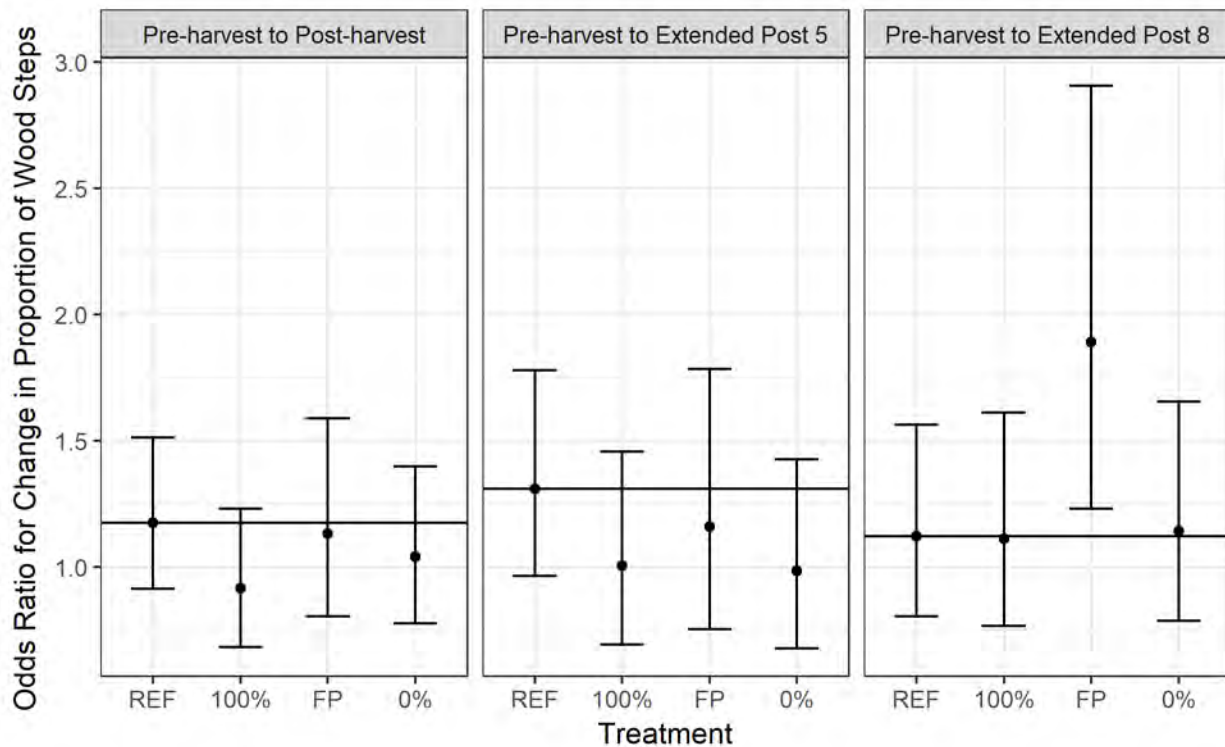 Pre-harvest to Post-harvest
Pre-harvest to Extended Post 5
Pre-harvest to Extended Post 8
Odds Ratio for Change in Proportion of Wood Steps
3.0
2.5
2.0
1.5
1.0
REF 100% FP 0%
REF 100% FP 0%
REF 100% FP 0%
Treatment